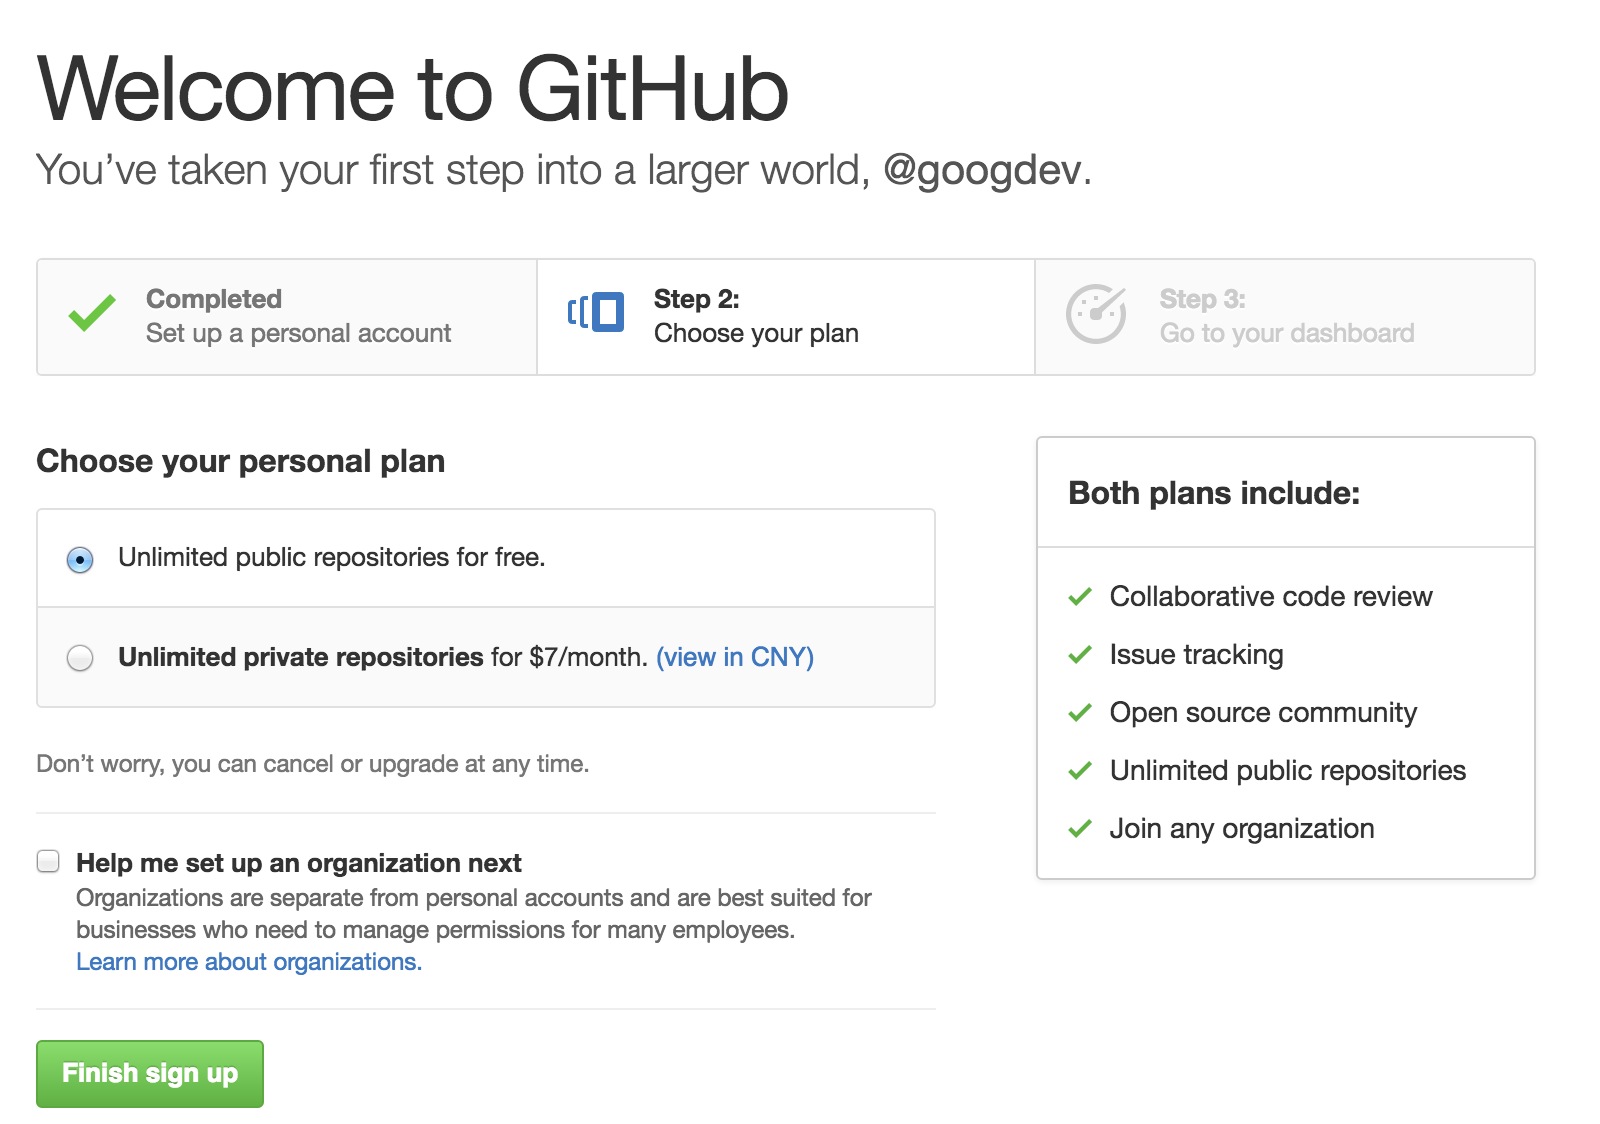 Welcome to GitHub
You’ve taken your first step into a larger world, @googdev.
Completed
Set up a personal account
Step 2:
Choose your plan
Step 3:
Go to your dashboard
Choose your personal plan
Unlimited public repositories for free.
Unlimited private repositories for $7/month. (view in CNY)
Don’t worry, you can cancel or upgrade at any time.
Help me set up an organization next
Organizations are separate from personal accounts and are best suited for
businesses who need to manage permissions for many employees.
Learn more about organizations.
Finish sign up
Both plans include:
Collaborative code review
Issue tracking
Open source community
Unlimited public repositories
Join any organization